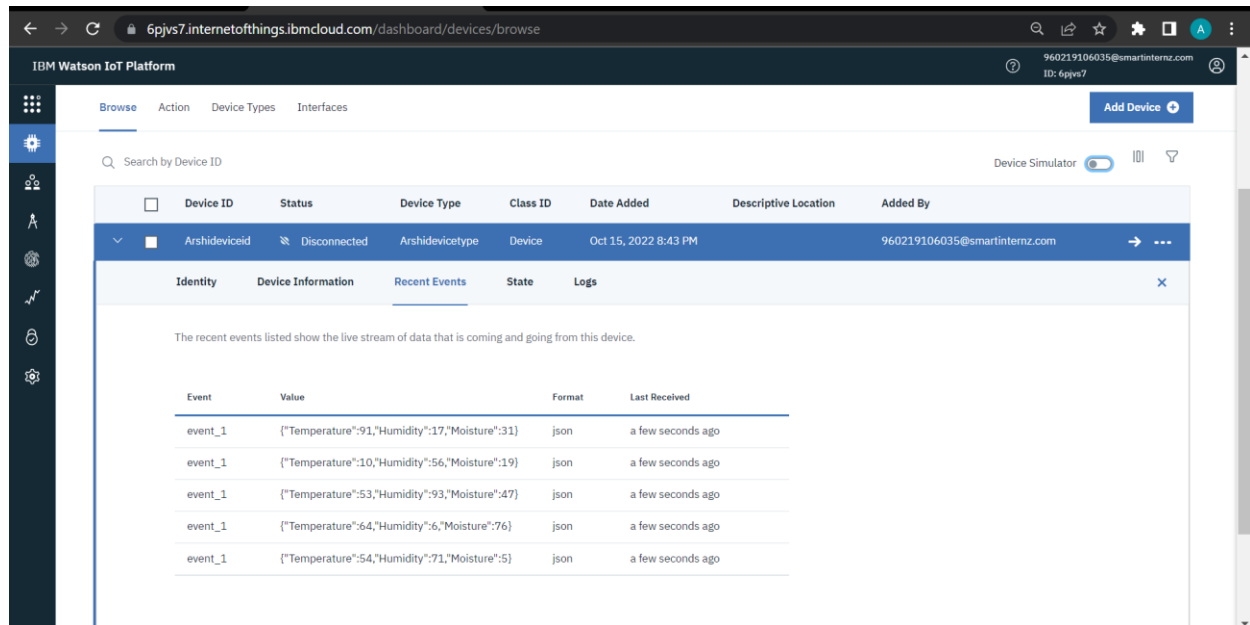 6pjvs7.internetofthings.ibmcloud.com/dashboard/devices/browse A
IBM Watson IoT Platform 960219106035@smartinternz.com
ID: 6pjvs7
Browse Action Device Types Interfaces Add Device
Search by Device ID Device Simulator
Device ID Status Device Type Class ID Date Added Descriptive Location Added By
Arshideviceid Disconnected Arshidevicetype Device Oct 15, 2022 8:43 PM 960219106035@smartinternz.com
Identity Device Information Recent Events State Logs
The recent events listed show the live stream of data that is coming and going from this device.
Event Value Format Last Received
event_1 {"Temperature":91,"Humidity":17,"Moisture":31} json a few seconds ago
event_1 {"Temperature":10,"Humidity":56,"Moisture":19} json a few seconds ago
event_1 {"Temperature":53,"Humidity":93,"Moisture":47} json a few seconds ago
event_1 {"Temperature":64,"Humidity":6,"Moisture":76} json a few seconds ago
event_1 {"Temperature":54,"Humidity":71,"Moisture":5} json a few seconds ago